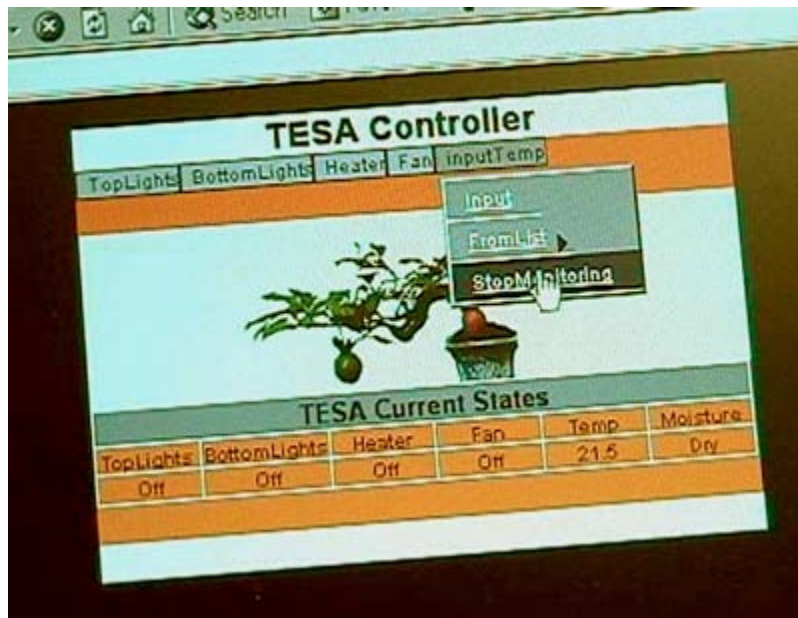 Search
TESA Controller
TopLights BottomLights Heater Fan inputTemp
Input
FromList
StopMonitoring
TESA Current States
TopLights BottomLights Heater Fan Temp Moisture
Off Off Off Off 21.5 Dry